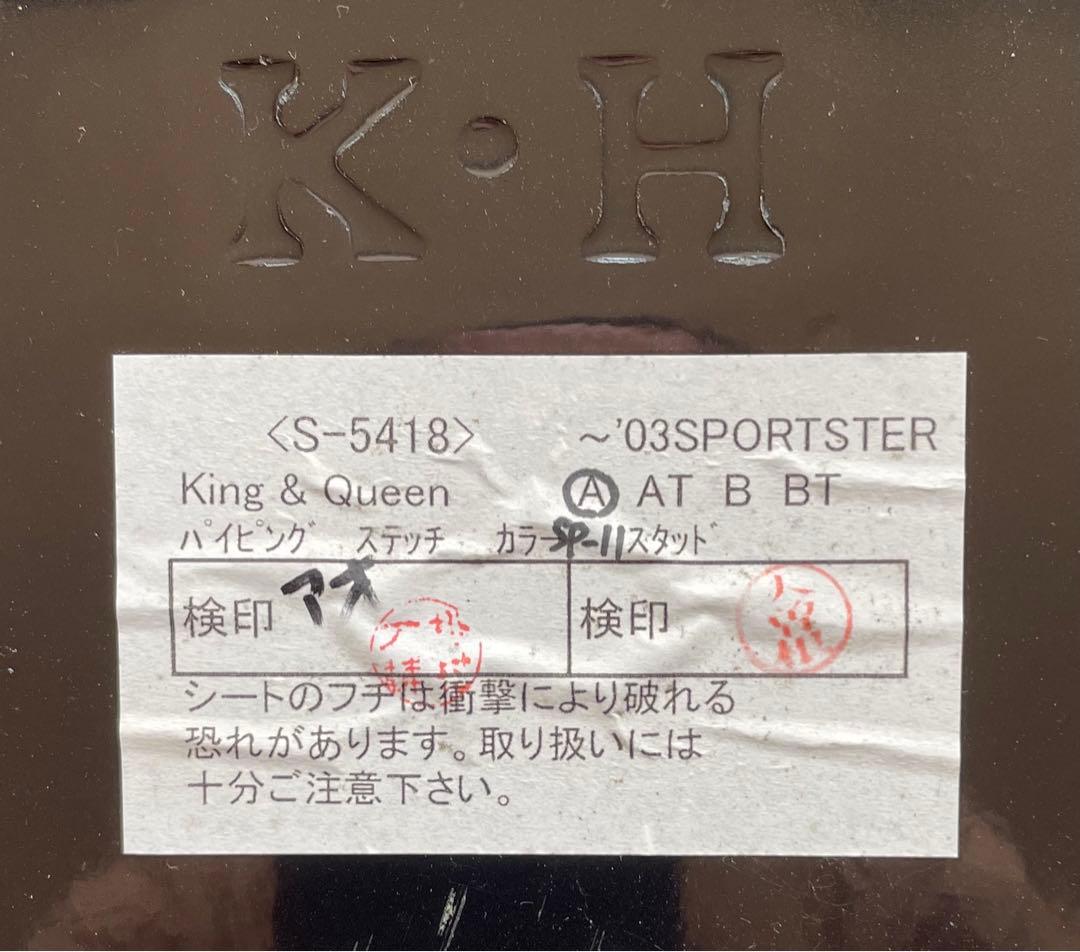 K・H
<S-5418> ～'03SPORTSTER
King & Queen A AT B BT
ﾊﾟｲﾋﾟﾝｸﾞ ｽﾃｯﾁ ｶﾗｰSP-11ｽﾀｯﾄﾞ
アオ
検印 検印
シートのフチは衝撃により破れる
恐れがあります。取り扱いには
十分ご注意下さい。